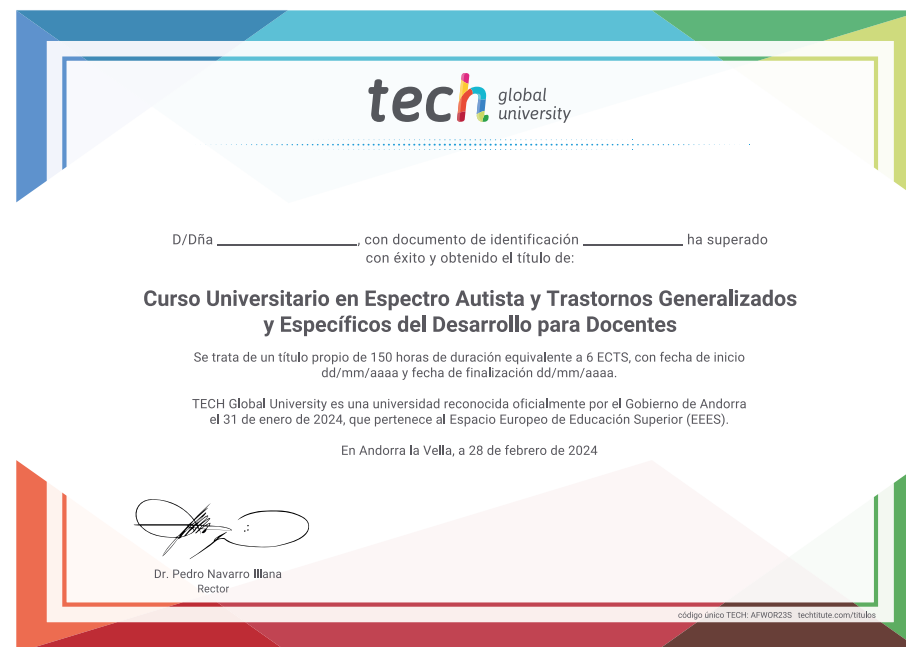 tech global university
D/Dña ____________________, con documento de identificación ______________ ha superado
con éxito y obtenido el título de:
Curso Universitario en Espectro Autista y Trastornos Generalizados
y Específicos del Desarrollo para Docentes
Se trata de un título propio de 150 horas de duración equivalente a 6 ECTS, con fecha de inicio
dd/mm/aaaa y fecha de finalización dd/mm/aaaa.
TECH Global University es una universidad reconocida oficialmente por el Gobierno de Andorra
el 31 de enero de 2024, que pertenece al Espacio Europeo de Educación Superior (EEES).
En Andorra la Vella, a 28 de febrero de 2024
Dr. Pedro Navarro Illana
Rector
código único TECH: AFWOR23S techtitute.com/titulos